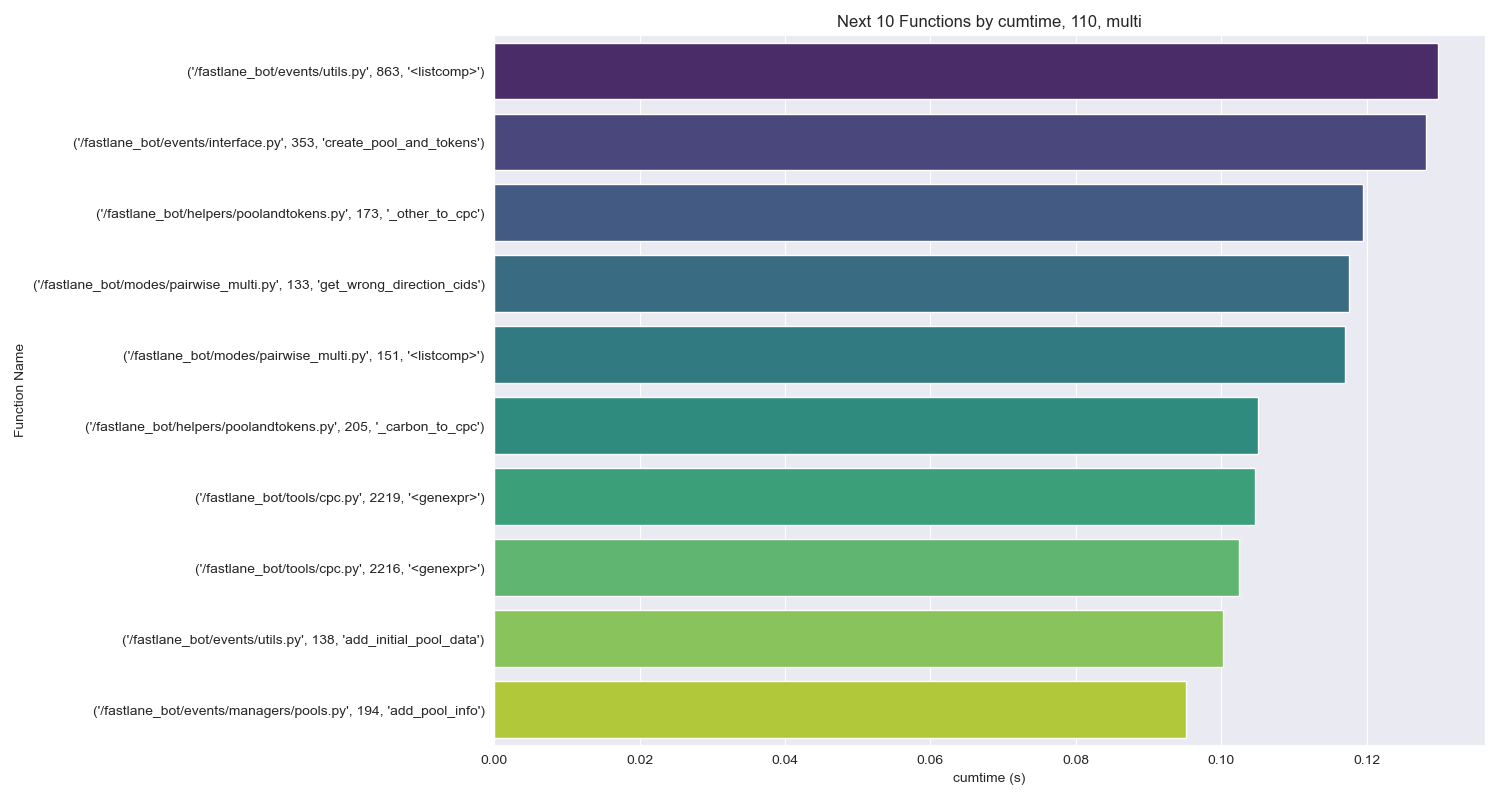 Next 10 Functions by cumtime, 110, multi
Function Name
('/fastlane_bot/events/utils.py', 863, '<listcomp>')
('/fastlane_bot/events/interface.py', 353, 'create_pool_and_tokens')
('/fastlane_bot/helpers/poolandtokens.py', 173, '_other_to_cpc')
('/fastlane_bot/modes/pairwise_multi.py', 133, 'get_wrong_direction_cids')
('/fastlane_bot/modes/pairwise_multi.py', 151, '<listcomp>')
('/fastlane_bot/helpers/poolandtokens.py', 205, '_carbon_to_cpc')
('/fastlane_bot/tools/cpc.py', 2219, '<genexpr>')
('/fastlane_bot/tools/cpc.py', 2216, '<genexpr>')
('/fastlane_bot/events/utils.py', 138, 'add_initial_pool_data')
('/fastlane_bot/events/managers/pools.py', 194, 'add_pool_info')
0.00 0.02 0.04 0.06 0.08 0.10 0.12
cumtime (s)